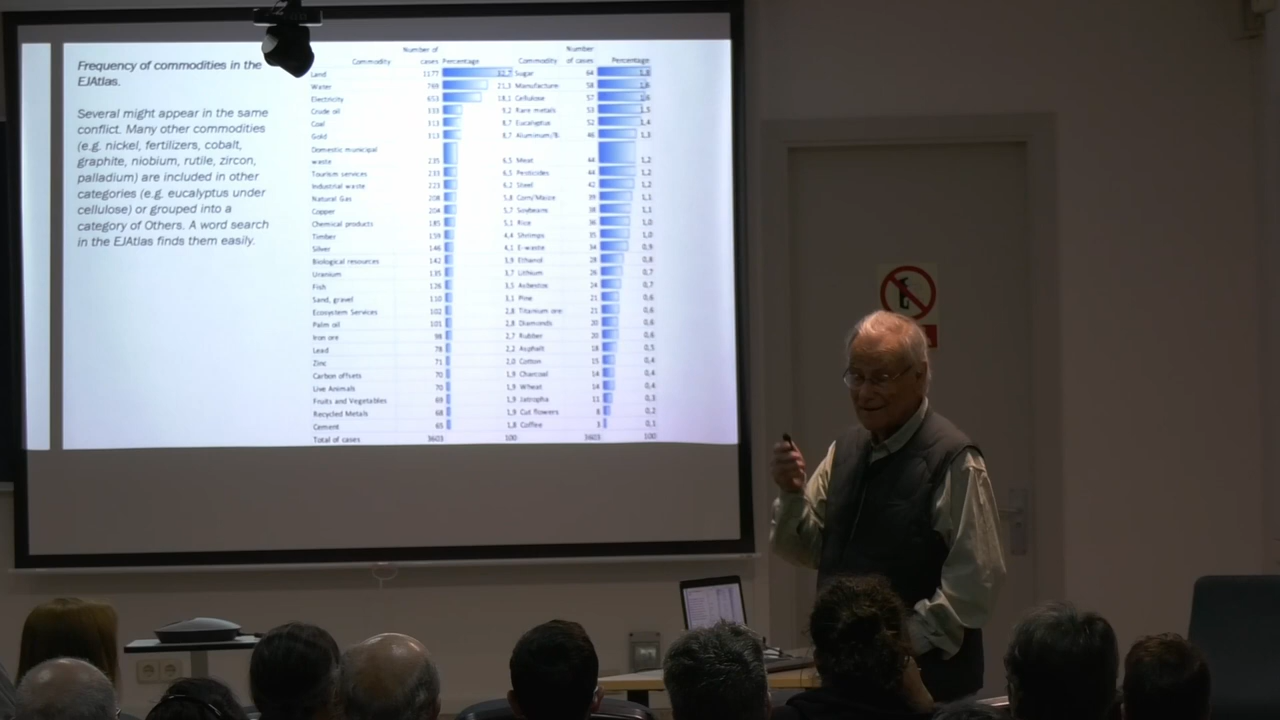 Frequency of commodities in the
EJAtlas.
Several might appear in the same
conflict. Many other commodities
(e.g. nickel, fertilizers, cobalt,
graphite, niobium, rutile, zircon,
palladium) are included in other
categories (e.g. eucalyptus under
cellulose) or grouped into a
category of Others. A word search
in the EJAtlas finds them easily.
Commodity Number of cases Percentage Commodity Number of cases Percentage
Land 1177 32,7 Sugar 64 1,8
Water 769 21,3 Manufacture 58 1,6
Electricity 653 18,1 Cellulose 57 1,6
Crude oil 333 9,2 Rare metals 53 1,5
Coal 313 8,7 Eucalyptus 52 1,4
Gold 313 8,7 Aluminum/B. 46 1,3
Domestic municipal
waste 235 6,5 Meat 44 1,2
Tourism services 233 6,5 Pesticides 44 1,2
Industrial waste 223 6,2 Steel 42 1,2
Natural Gas 208 5,8 Corn/Maize 39 1,1
Copper 204 5,7 Soybeans 38 1,1
Chemical products 185 5,1 Rice 36 1,0
Timber 159 4,4 Shrimps 35 1,0
Silver 146 4,1 E-waste 34 0,9
Biological resources 142 3,9 Ethanol 28 0,8
Uranium 135 3,7 Lithium 26 0,7
Fish 126 3,5 Asbestos 24 0,7
Sand, gravel 110 3,1 Pine 21 0,6
Ecosystem Services 102 2,8 Titanium ore 21 0,6
Palm oil 101 2,8 Diamonds 20 0,6
Iron ore 98 2,7 Rubber 20 0,6
Lead 78 2,2 Asphalt 18 0,5
Zinc 71 2,0 Cotton 15 0,4
Carbon offsets 70 1,9 Charcoal 14 0,4
Live Animals 70 1,9 Wheat 14 0,4
Fruits and Vegetables 69 1,9 Jatropha 11 0,3
Recycled Metals 68 1,9 Cut flowers 8 0,2
Cement 65 1,8 Coffee 3 0,1
Total of cases 3603 100 3603 100